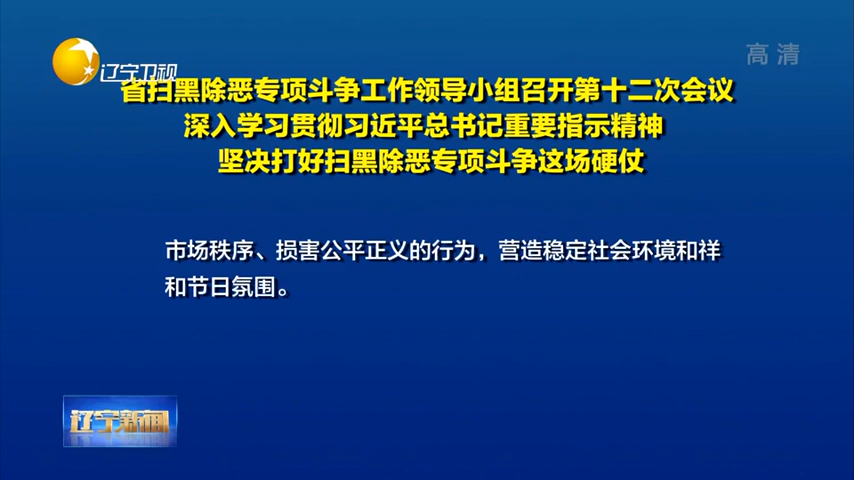 辽宁卫视
高清
省扫黑除恶专项斗争工作领导小组召开第十二次会议
深入学习贯彻习近平总书记重要指示精神
坚决打好扫黑除恶专项斗争这场硬仗
市场秩序、损害公平正义的行为，营造稳定社会环境和祥
和节日氛围。
辽宁新闻